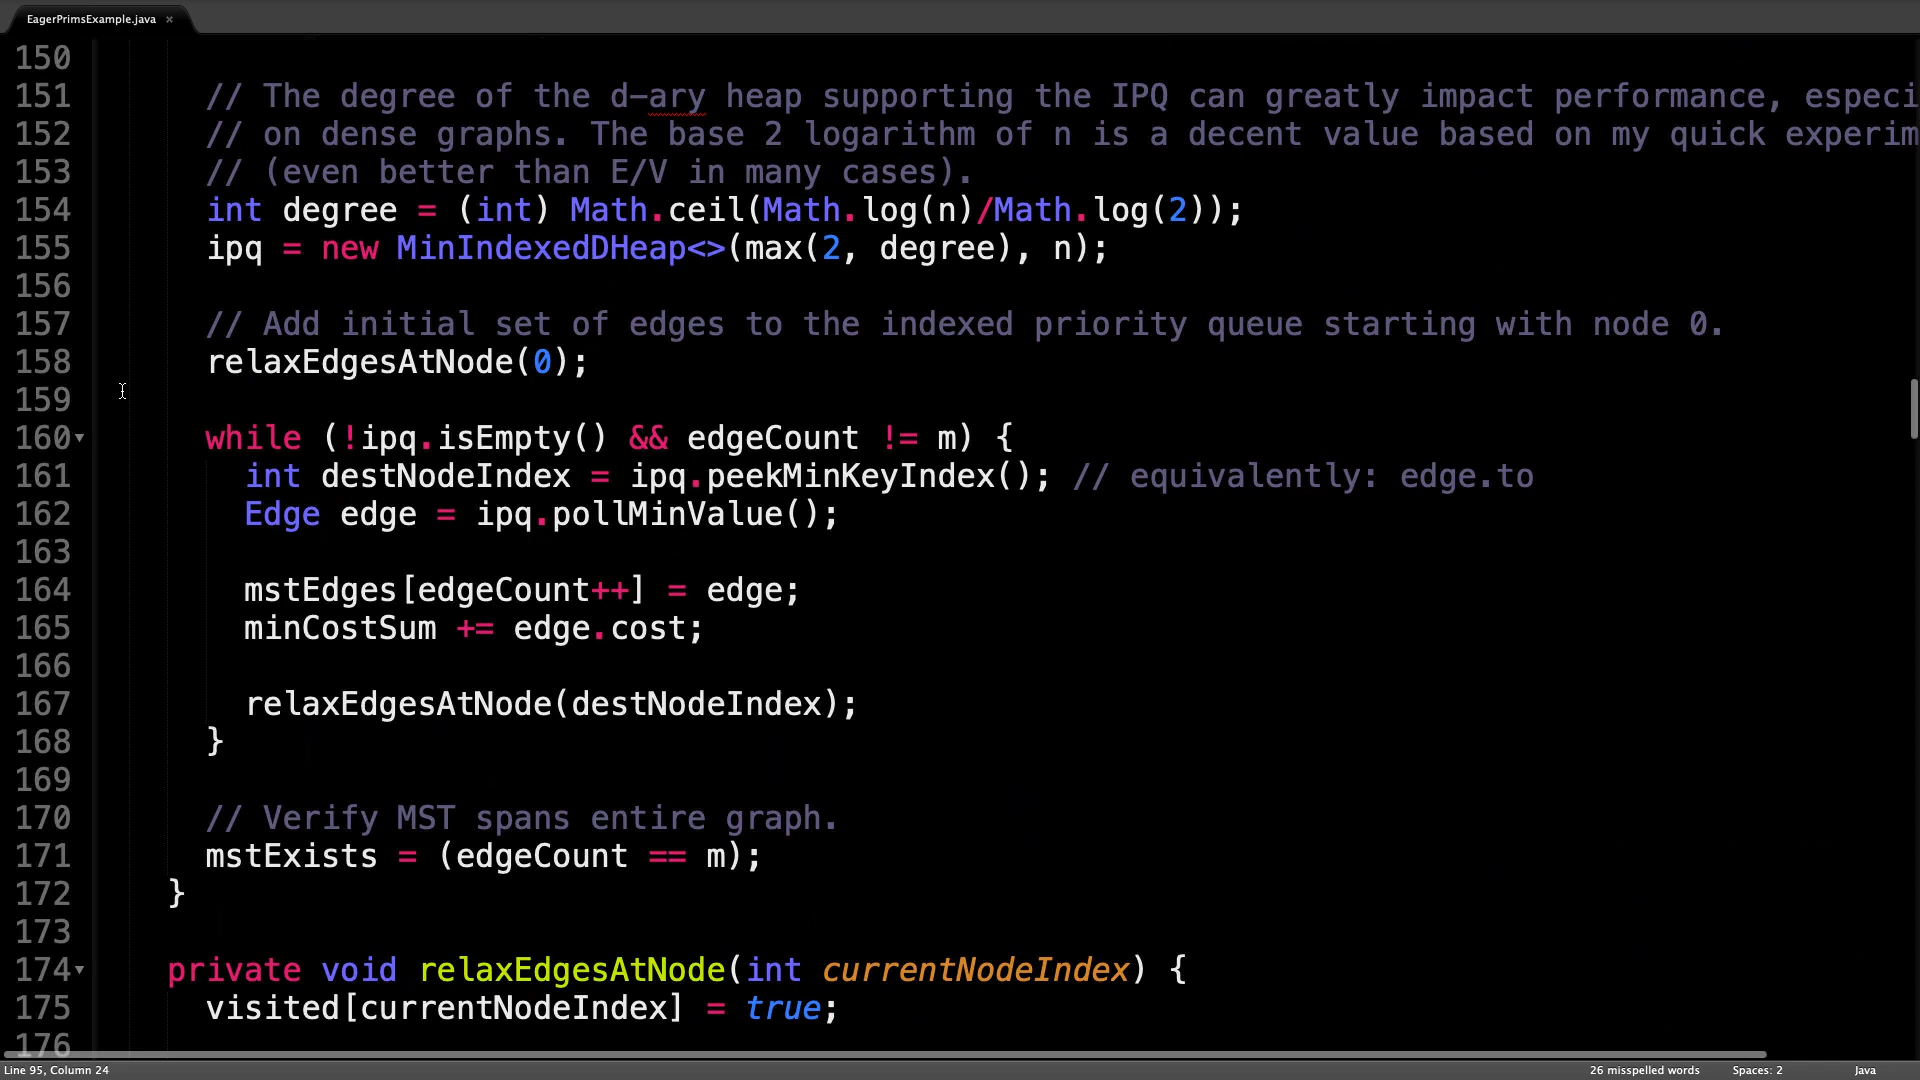 EagerPrimsExample.java ×
150
151 // The degree of the d-ary heap supporting the IPQ can greatly impact performance, especi
152 // on dense graphs. The base 2 logarithm of n is a decent value based on my quick experim
153 // (even better than E/V in many cases).
154 int degree = (int) Math.ceil(Math.log(n)/Math.log(2));
155 ipq = new MinIndexedDHeap<>(max(2, degree), n);
156
157 // Add initial set of edges to the indexed priority queue starting with node 0.
158 relaxEdgesAtNode(0);
159
160 while (!ipq.isEmpty() && edgeCount != m) {
161 int destNodeIndex = ipq.peekMinKeyIndex(); // equivalently: edge.to
162 Edge edge = ipq.pollMinValue();
163
164 mstEdges[edgeCount++] = edge;
165 minCostSum += edge.cost;
166
167 relaxEdgesAtNode(destNodeIndex);
168 }
169
170 // Verify MST spans entire graph.
171 mstExists = (edgeCount == m);
172 }
173
174 private void relaxEdgesAtNode(int currentNodeIndex) {
175 visited[currentNodeIndex] = true;
176
Line 95, Column 24 26 misspelled words Spaces: 2 Java